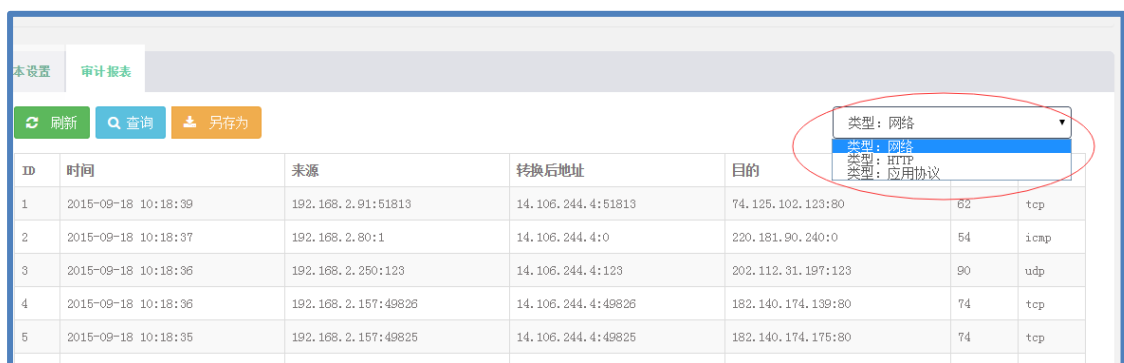 本设置 审计报表
刷新 查询 另存为 类型: 网络
类型: 网络
类型: HTTP
类型: 应用协议
ID 时间 来源 转换后地址 目的
1 2015-09-18 10:18:39 192.168.2.91:51813 14.106.244.4:51813 74.125.102.123:80 62 tcp
2 2015-09-18 10:18:37 192.168.2.80:1 14.106.244.4:0 220.181.90.240:0 54 icmp
3 2015-09-18 10:18:36 192.168.2.250:123 14.106.244.4:123 202.112.31.197:123 90 udp
4 2015-09-18 10:18:36 192.168.2.157:49826 14.106.244.4:49826 182.140.174.139:80 74 tcp
5 2015-09-18 10:18:35 192.168.2.157:49825 14.106.244.4:49825 182.140.174.175:80 74 tcp